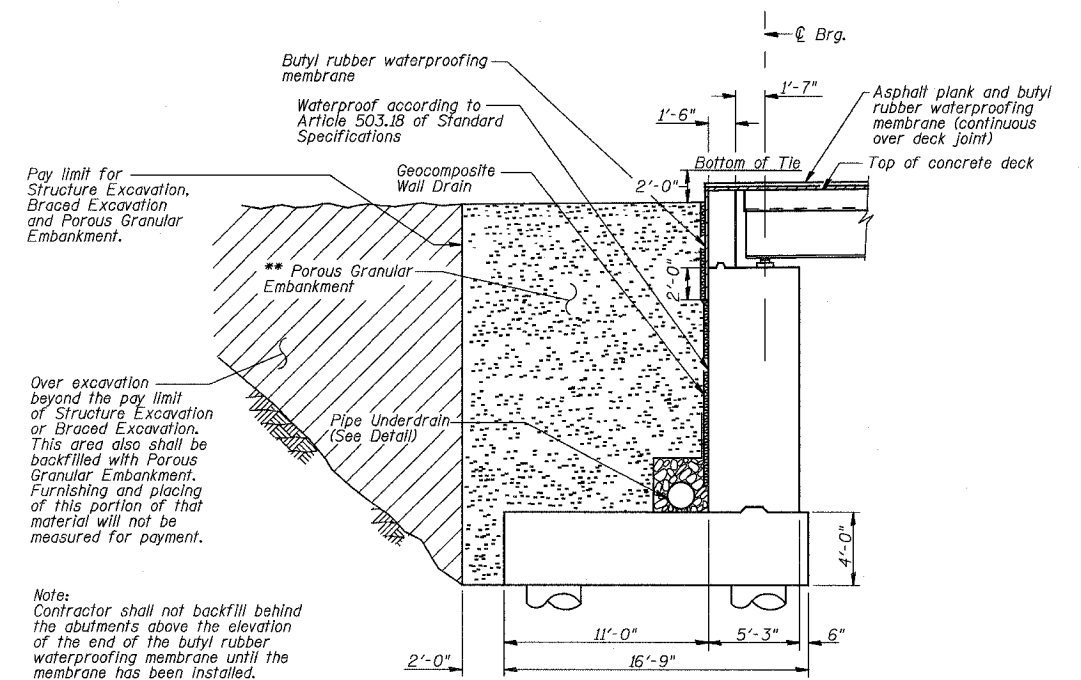 ℄ Brg.
Butyl rubber waterproofing
membrane
1'-7"
Asphalt plank and butyl
rubber waterproofing
membrane (continuous
over deck joint)
Waterproof according to
Article 503.18 of Standard
Specifications
1'-6"
Bottom of Tie
Top of concrete deck
Geocomposite
Wall Drain
2'-0"
Pay limit for
Structure Excavation,
Braced Excavation
and Porous Granular
Embankment.
** Porous Granular
Embankment
2'-0"
Over excavation
beyond the pay limit
of Structure Excavation
or Braced Excavation.
This area also shall be
backfilled with Porous
Granular Embankment.
Furnishing and placing
of this portion of that
material will not be
measured for payment.
Pipe Underdrain
(See Detail)
4'-0"
Note:
Contractor shall not backfill behind
the abutments above the elevation
of the end of the butyl rubber
waterproofing membrane until the
membrane has been installed.
11'-0"
5'-3"
6"
2'-0"
16'-9"